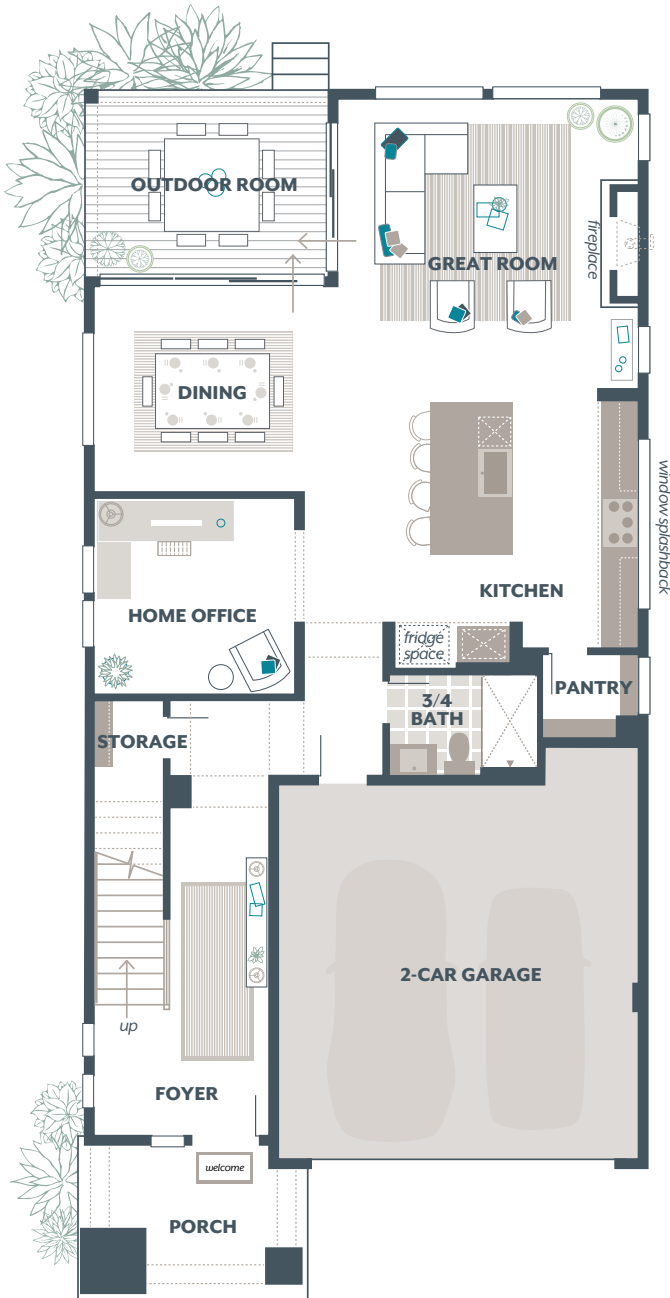 OUTDOOR ROOM
fireplace
GREAT ROOM
DINING
window splashback
KITCHEN
HOME OFFICE
fridge
space
PANTRY
3/4
BATH
STORAGE
2-CAR GARAGE
up
FOYER
welcome
PORCH